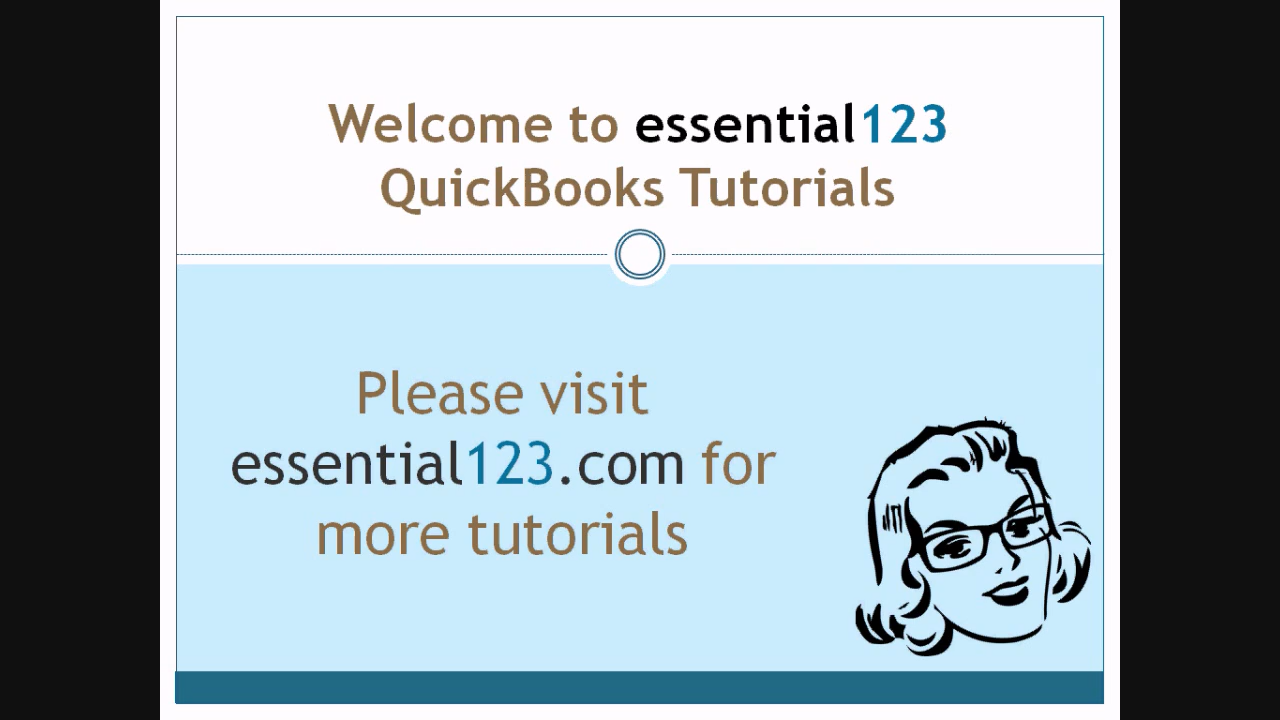 Welcome to essential123
QuickBooks Tutorials
Please visit
essential123.com for
more tutorials